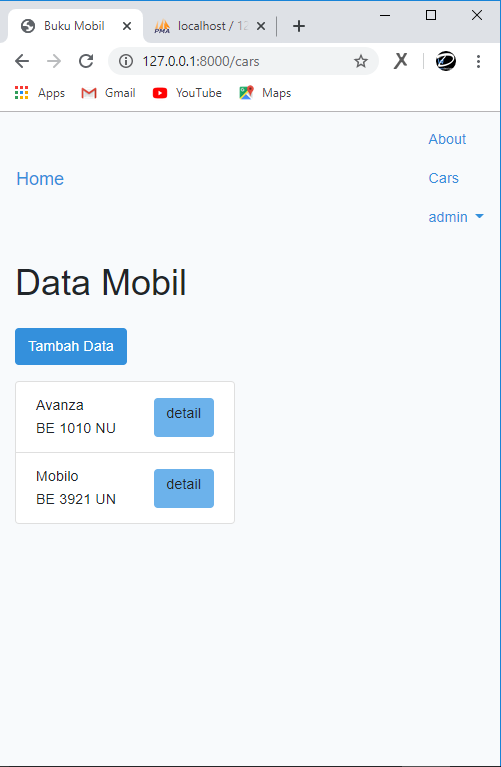 Buku Mobil
localhost / 12
127.0.0.1:8000/cars
Apps Gmail YouTube Maps
About
Home
Cars
admin
Data Mobil
Tambah Data
Avanza
BE 1010 NU
detail
Mobilo
BE 3921 UN
detail